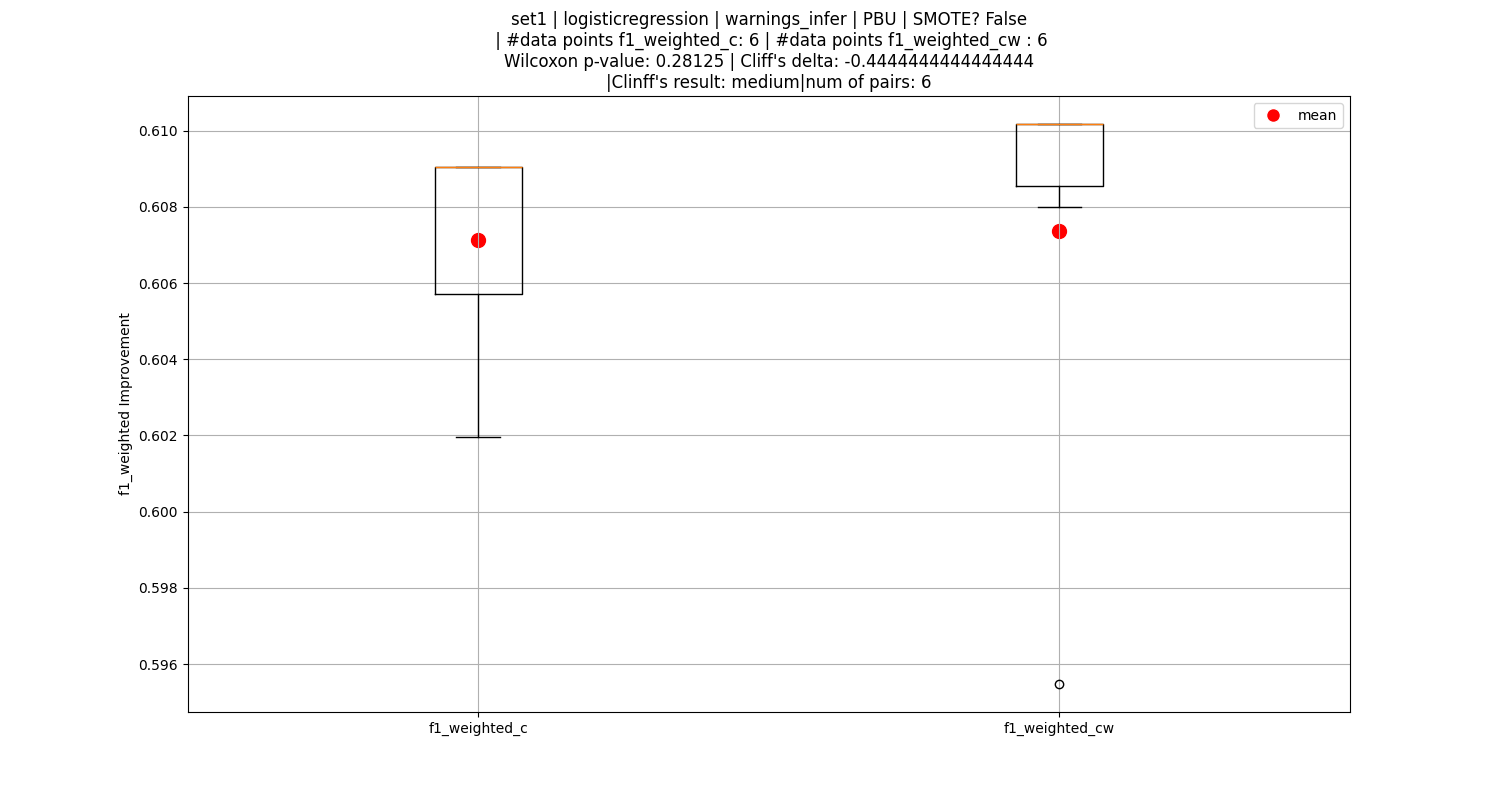 set1 | logisticregression | warnings_infer | PBU | SMOTE? False
| #data points f1_weighted_c: 6 | #data points f1_weighted_cw : 6
Wilcoxon p-value: 0.28125 | Cliff's delta: -0.4444444444444444
|Clinff's result: medium|num of pairs: 6
mean
0.610
0.608
0.606
0.604
0.602
0.600
0.598
0.596
f1_weighted Improvement
f1_weighted_c
f1_weighted_cw